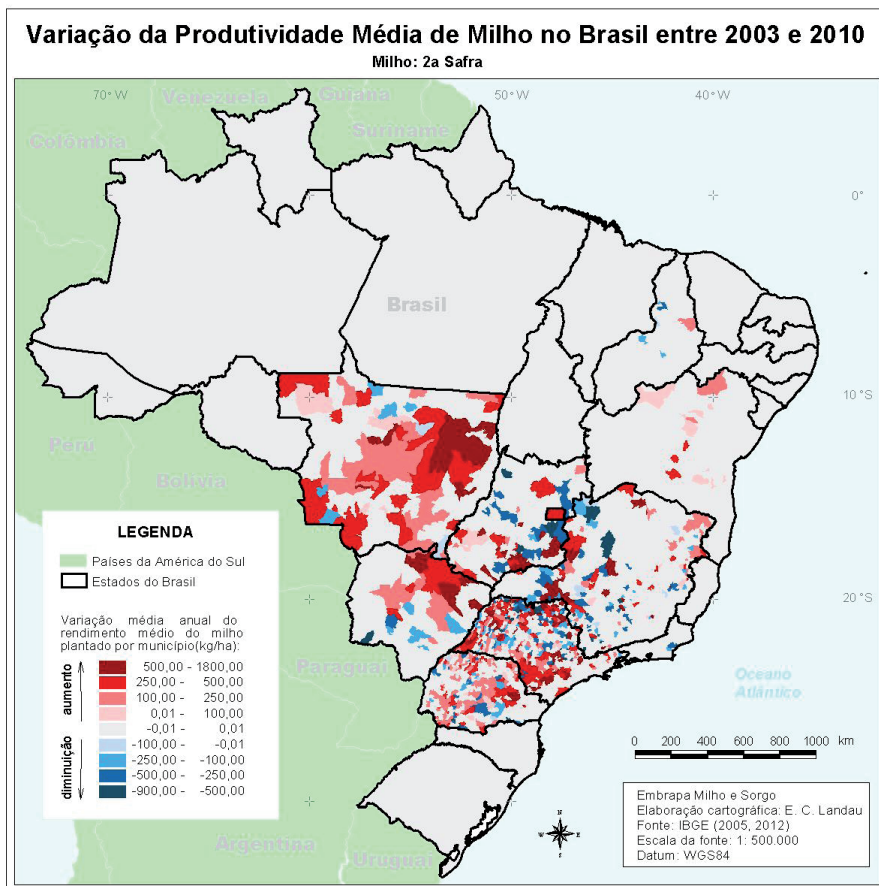 Variação da Produtividade Média de Milho no Brasil entre 2003 e 2010
Milho: 2a Safra
70° W
50° W
40° W
Venezuela
Guiana
Suriname
Colômbia
0°
Brasil
10° S
Peru
Bolívia
LEGENDA
Países da América do Sul
Estados do Brasil
20° S
Variação média anual do
rendimento médio do milho
plantado por município(kg/ha):
aumento
500,00 - 1800,00
250,00 - 500,00
100,00 - 250,00
0,01 - 100,00
-0,01 - 0,01
diminuição
-100,00 - -0,01
-250,00 - -100,00
-500,00 - -250,00
-900,00 - -500,00
Paraguai
Oceano
Atlântico
0 200 400 600 800 1000 km
Argentina
Uruguai
N
W E
S
Embrapa Milho e Sorgo
Elaboração cartográfica: E. C. Landau
Fonte: IBGE (2005, 2012)
Escala da fonte: 1: 500.000
Datum: WGS84